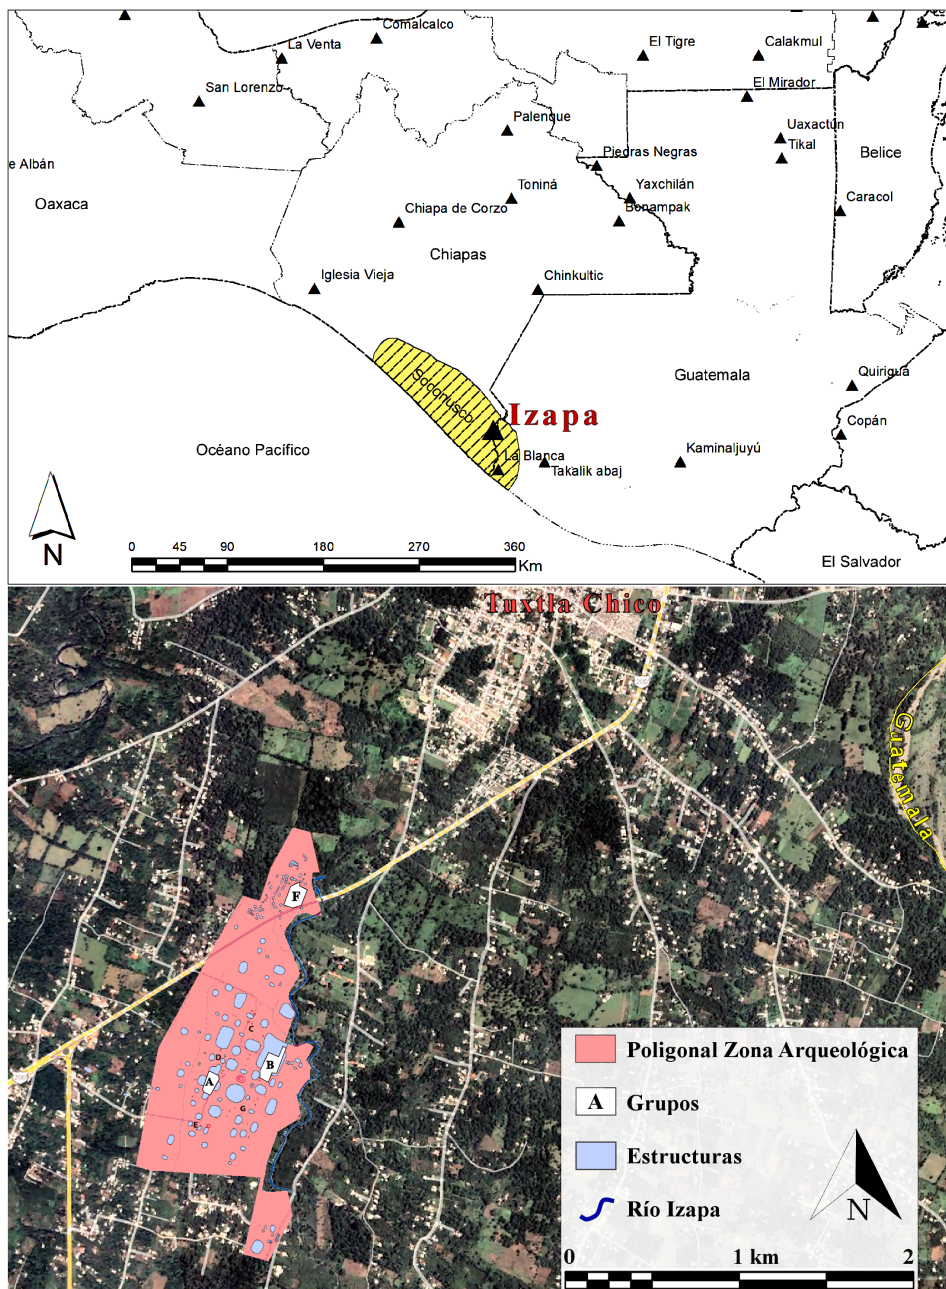 Comalcalco
La Venta
El Tigre
Calakmul
San Lorenzo
El Mirador
Palenque
Uaxactún
Tikal
e Albán
Piedras Negras
Belice
Oaxaca
Toniná
Yaxchilán
Chiapa de Corzo
Bonampak
Caracol
Chiapas
Iglesia Vieja
Chinkultic
Soconusco
Guatemala
Quiriguá
Izapa
Copán
Océano Pacífico
La Blanca
Takalik abaj
Kaminaljuyú
N
0 45 90 180 270 360
Km
El Salvador
Tuxtla Chico
Guatemala
F
C
D
B
A
G
E
Poligonal Zona Arqueológica
A Grupos
Estructuras
Río Izapa
N
0 1 km 2